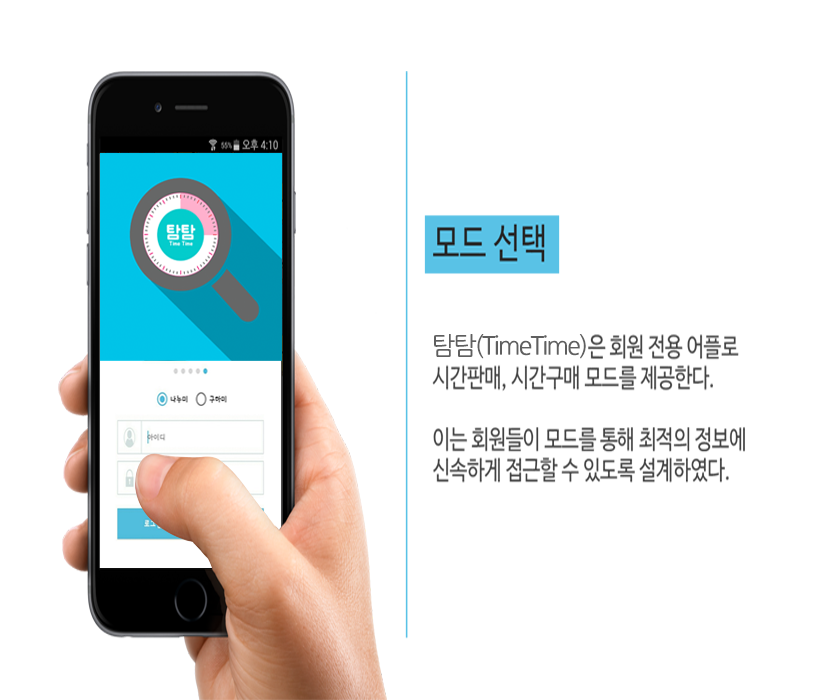 55% 오후 4:10
탕탐
Time Time
나누미 구하미
아이디
모드 선택
탐탐(TimeTime)은 회원 전용 어플로
시간판매, 시간구매 모드를 제공한다.
이는 회원들이 모드를 통해 최적의 정보에
신속하게 접근할 수 있도록 설계하였다.